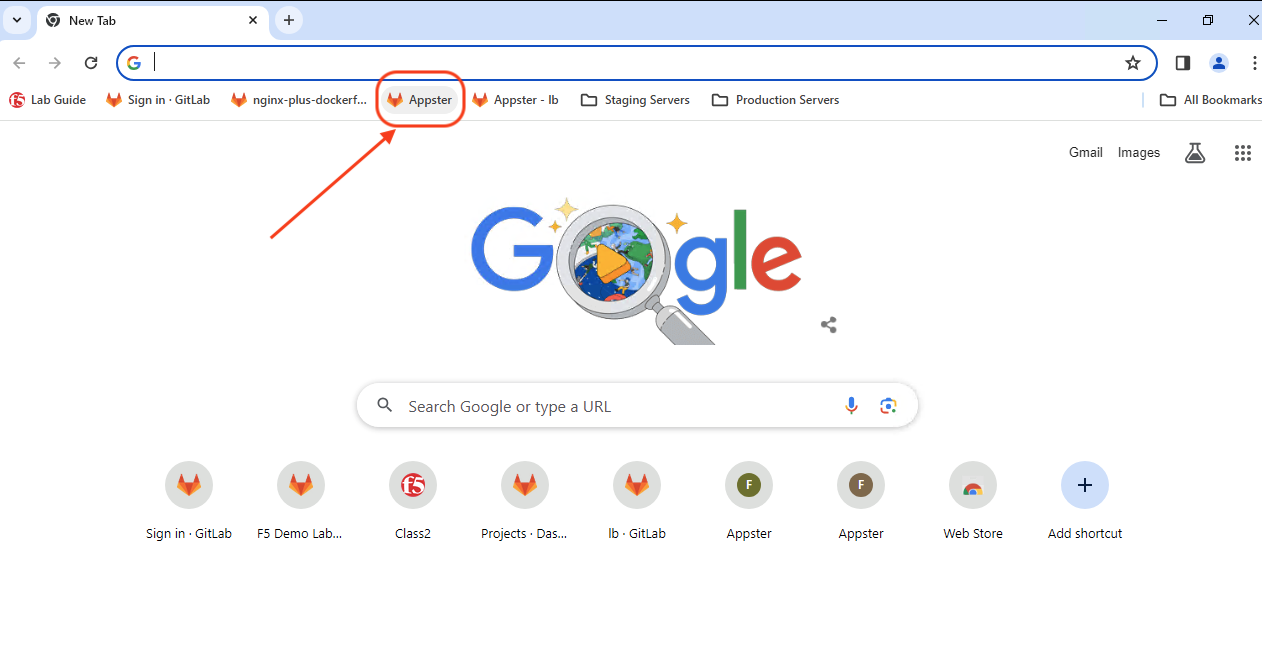 New Tab
Lab Guide Sign in · GitLab nginx-plus-dockerf... Appster Appster - lb Staging Servers Production Servers All Bookmarks
Gmail Images
Google
Search Google or type a URL
F F
Sign in · GitLab F5 Demo Lab... Class2 Projects · Das... lb · GitLab Appster Appster Web Store Add shortcut